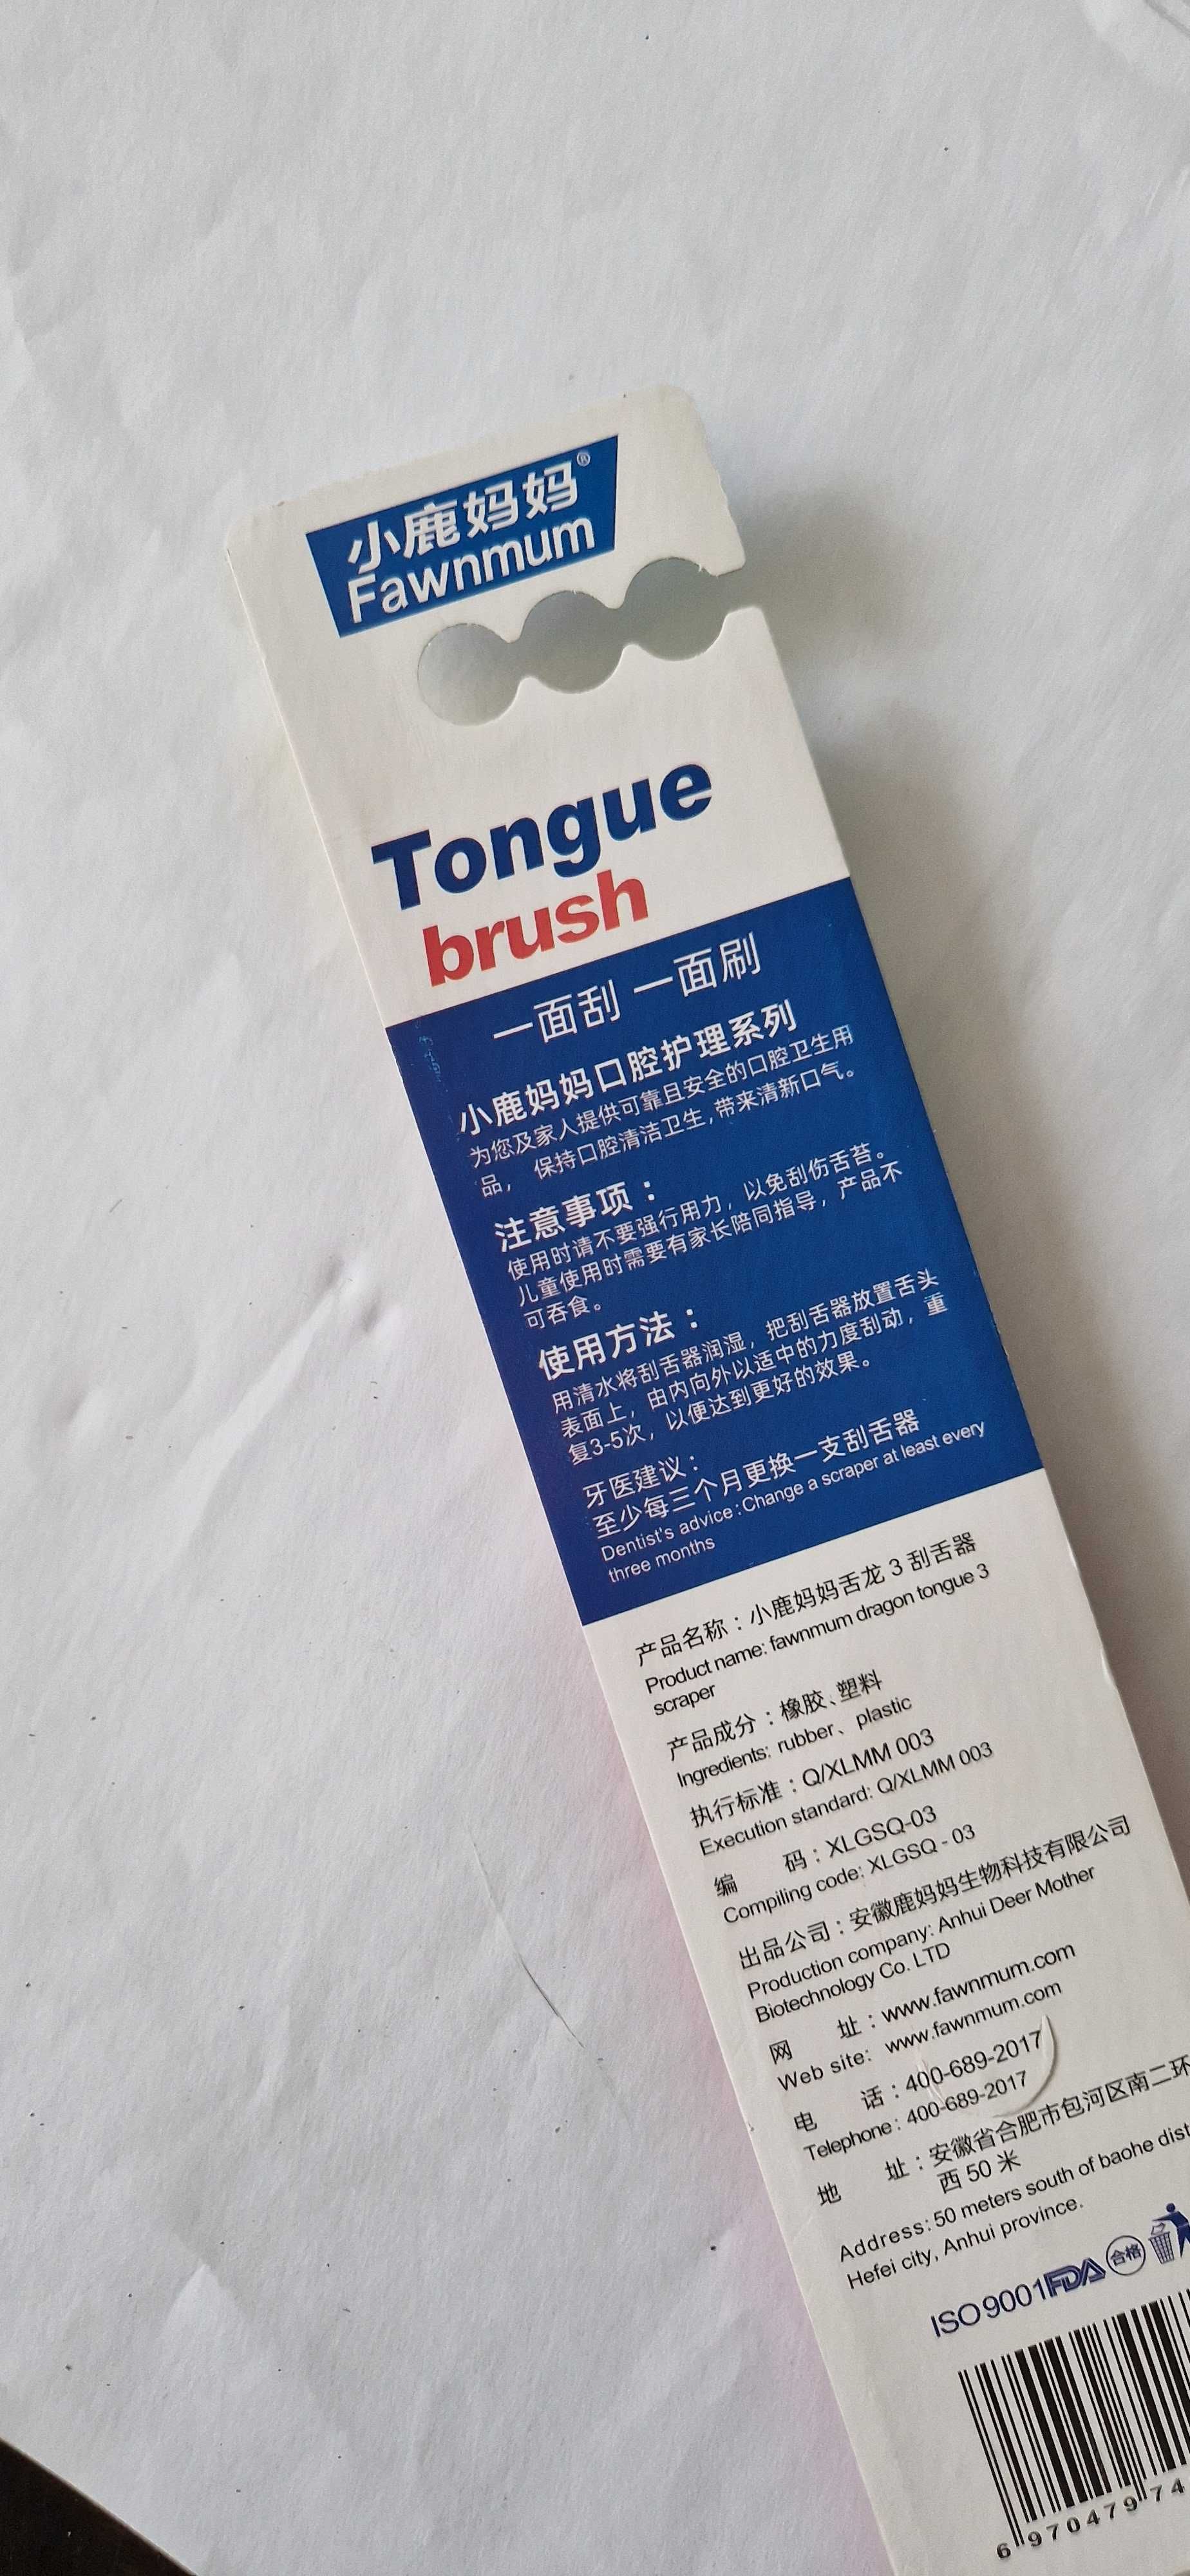 小鹿妈妈®
Fawnmum
Tongue
brush
一面刮 一面刷
小鹿妈妈口腔护理系列
为您及家人提供可靠且安全的口腔卫生用
品， 保持口腔清洁卫生,带来清新口气。
注意事项：
使用时请不要强行用力，以免刮伤舌苔。
儿童使用时需要有家长陪同指导，产品不
可吞食。
使用方法：
用清水将刮舌器润湿，把刮舌器放置舌头
表面上，由内向外以适中的力度刮动，重
复3-5次，以便达到更好的效果。
牙医建议：
至少每三个月更换一支刮舌器
Dentist's advice:Change a scraper at least every
three months
产品名称：小鹿妈妈舌龙 3 刮舌器
Product name: fawnmum dragon tongue 3
scraper
产品成分：橡胶、塑料
Ingredients: rubber、plastic
执行标准：Q/XLMM 003
Execution standard: Q/XLMM 003
编 码：XLGSQ-03
Compiling code: XLGSQ - 03
出品公司：安徽鹿妈妈生物科技有限公司
Production company: Anhui Deer Mother
Biotechnology Co. LTD
网 址：www.fawnmum.com
Web site: www.fawnmum.com
电 话：400-689-2017
Telephone: 400-689-2017
地 址：安徽省合肥市包河区南二环
西 50 米
Address: 50 meters south of baohe dist
Hefei city, Anhui province.
ISO9001 FDA 合格
6 970479 74